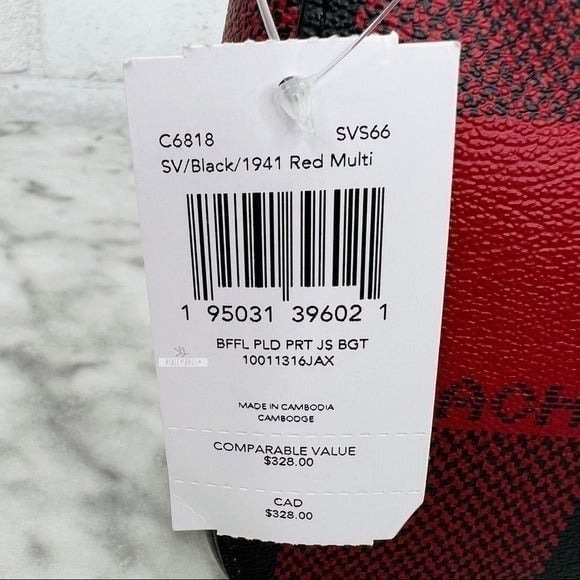 C6818 SVS66
SV/Black/1941 Red Multi
1 95031 39602 1
BFFL PLD PRT JS BGT
10011316JAX
MADE IN CAMBODIA
CAMBODGE
COMPARABLE VALUE
$328.00
CAD
$328.00
ACH